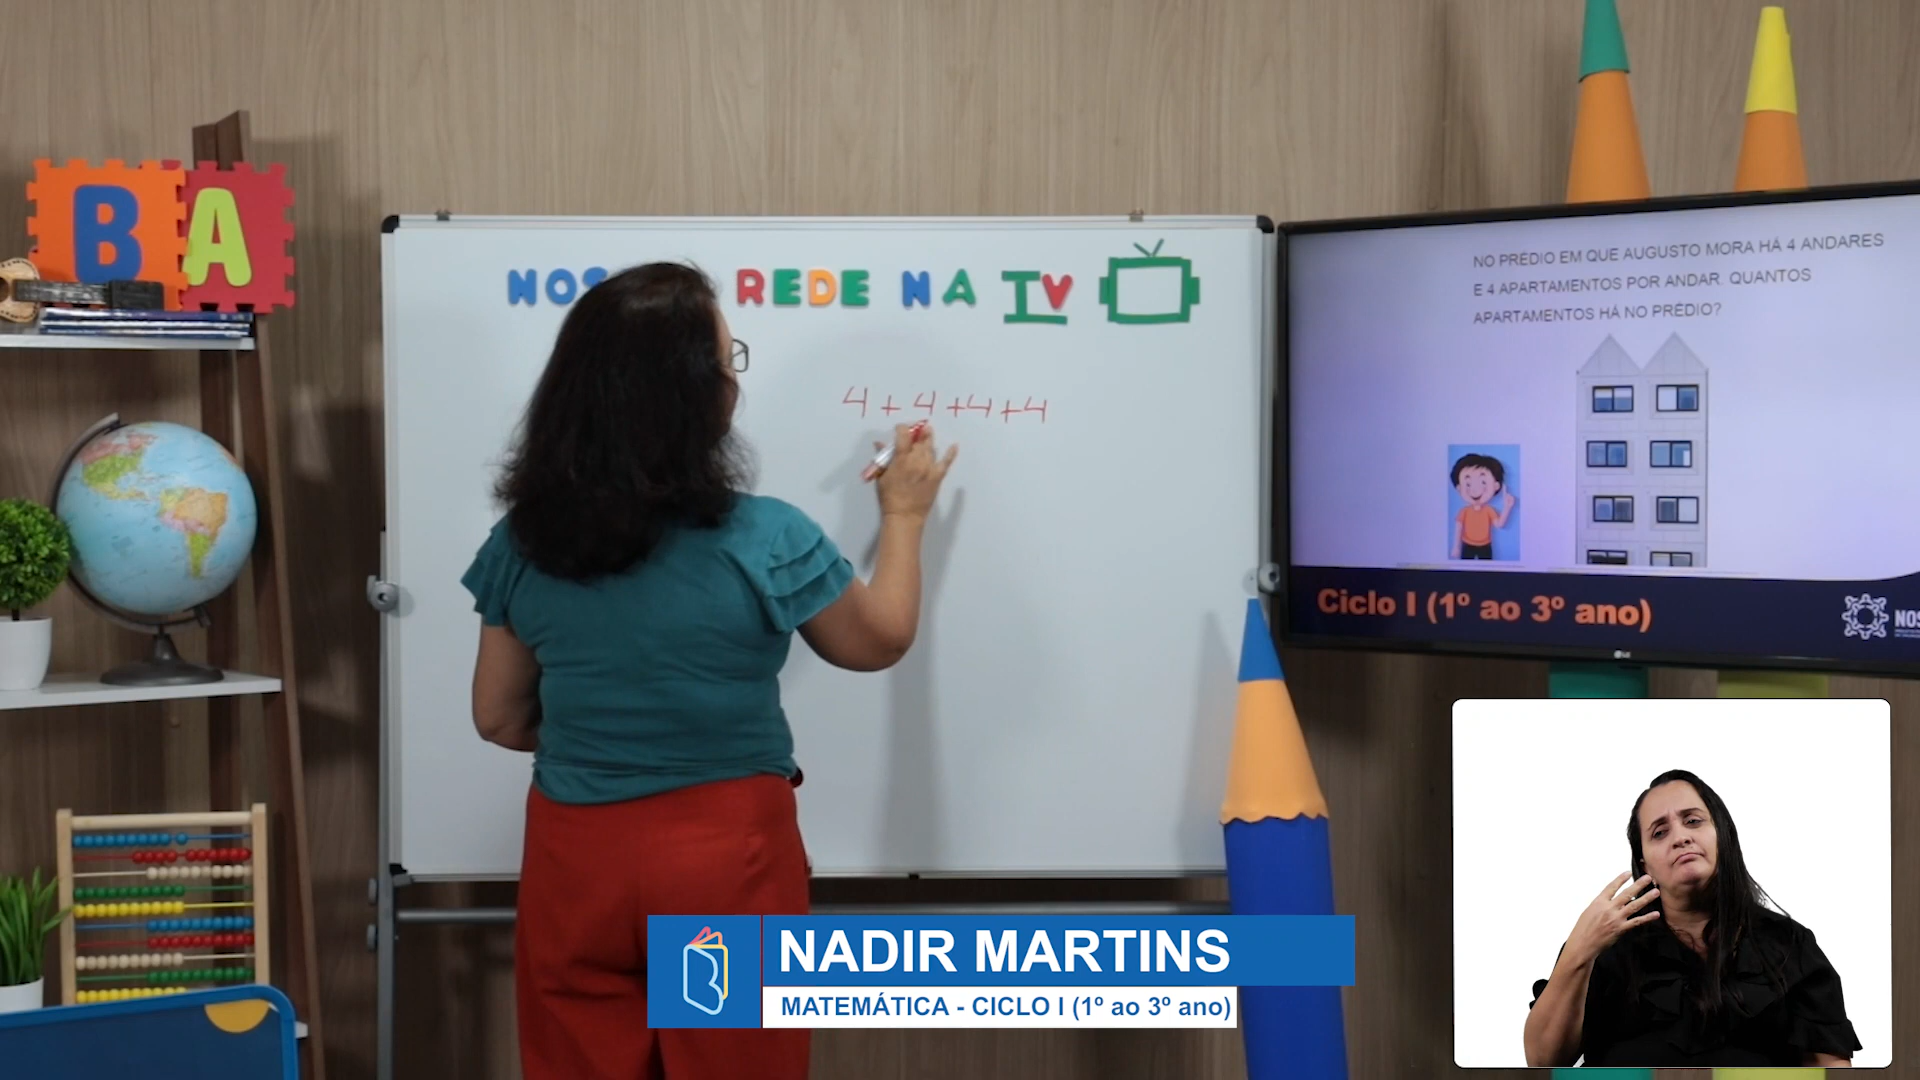 B A
NOS REDE NA TV
4 + 4 + 4 + 4
NO PRÉDIO EM QUE AUGUSTO MORA HÁ 4 ANDARES
E 4 APARTAMENTOS POR ANDAR. QUANTOS
APARTAMENTOS HÁ NO PRÉDIO?
Ciclo I (1º ao 3º ano)
NOS
LG
NADIR MARTINS
MATEMÁTICA - CICLO I (1º ao 3º ano)